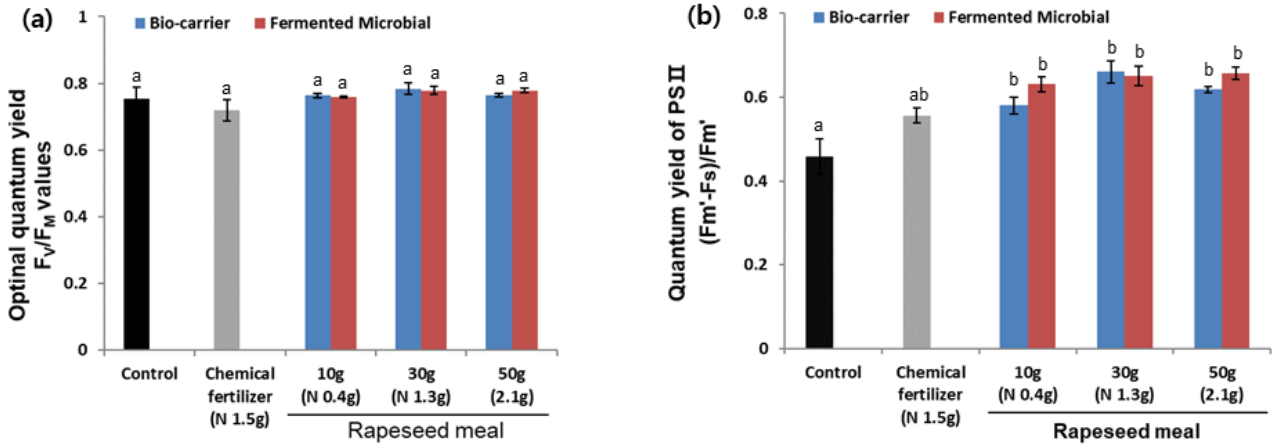 (a)
Bio-carrier
Fermented Microbial
Optinal quantum yield
FV/FM values
1
0.8
0.6
0.4
0.2
0
a
a
a
a
a
a
a
a
Control
Chemical
fertilizer
(N 1.5g)
10g
(N 0.4g)
30g
(N 1.3g)
50g
(2.1g)
Rapeseed meal
(b)
Bio-carrier
Fermented Microbial
Quantum yield of PSⅡ
(Fm'-Fs)/Fm'
0.8
0.6
0.4
0.2
0
a
ab
b
b
b
b
b
b
Control
Chemical
fertilizer
(N 1.5g)
10g
(N 0.4g)
30g
(N 1.3g)
50g
(2.1g)
Rapeseed meal